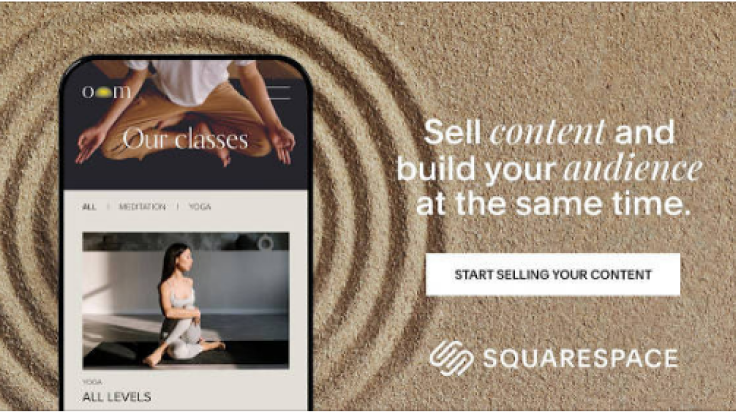 oom
Our classes
ALL | MEDITATION | YOGA
YOGA
ALL LEVELS
Sell content and
build your audience
at the same time.
START SELLING YOUR CONTENT
SQUARESPACE